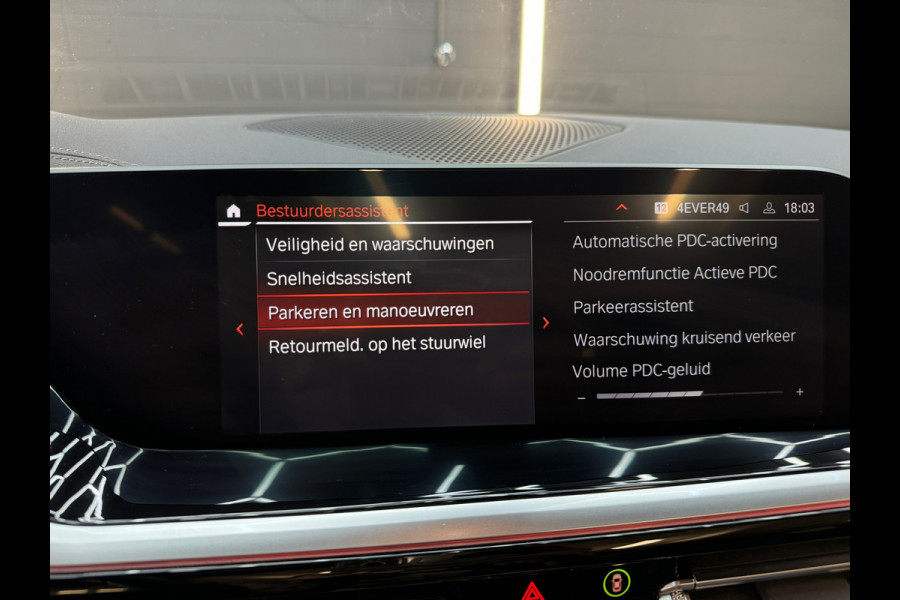 Bestuurdersassistent
12 4EVER49 18:03
Veiligheid en waarschuwingen
Snelheidsassistent
Parkeren en manoeuvreren
Retourmeld. op het stuurwiel
Automatische PDC-activering
Noodremfunctie Actieve PDC
Parkeerassistent
Waarschuwing kruisend verkeer
Volume PDC-geluid
− +